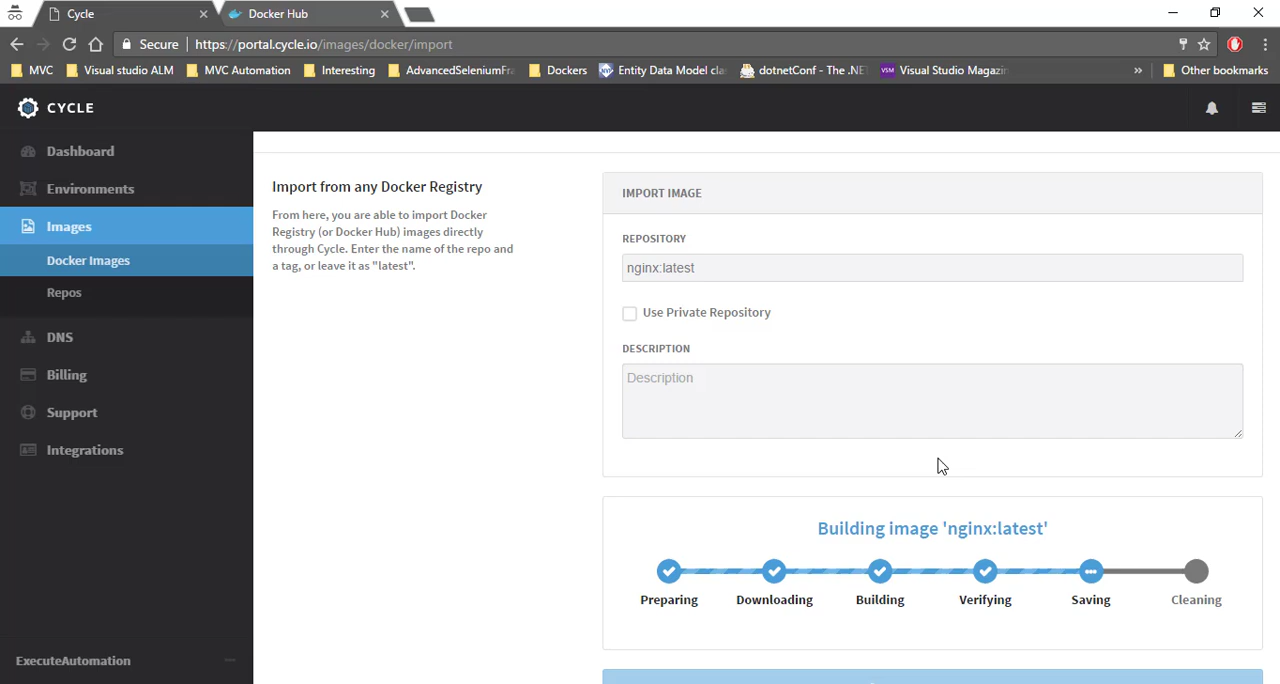 Cycle
Docker Hub
Secure
https://portal.cycle.io/images/docker/import
MVC
Visual studio ALM
MVC Automation
Interesting
AdvancedSeleniumFra
Dockers
Entity Data Model cla
dotnetConf - The .NE
VSM
Visual Studio Magazin
»
Other bookmarks
CYCLE
Dashboard
Environments
Images
Docker Images
Repos
DNS
Billing
Support
Integrations
ExecuteAutomation
Import from any Docker Registry
From here, you are able to import Docker
Registry (or Docker Hub) images directly
through Cycle. Enter the name of the repo and
a tag, or leave it as "latest".
IMPORT IMAGE
REPOSITORY
nginx:latest
Use Private Repository
DESCRIPTION
Description
Building image 'nginx:latest'
Preparing
Downloading
Building
Verifying
Saving
Cleaning